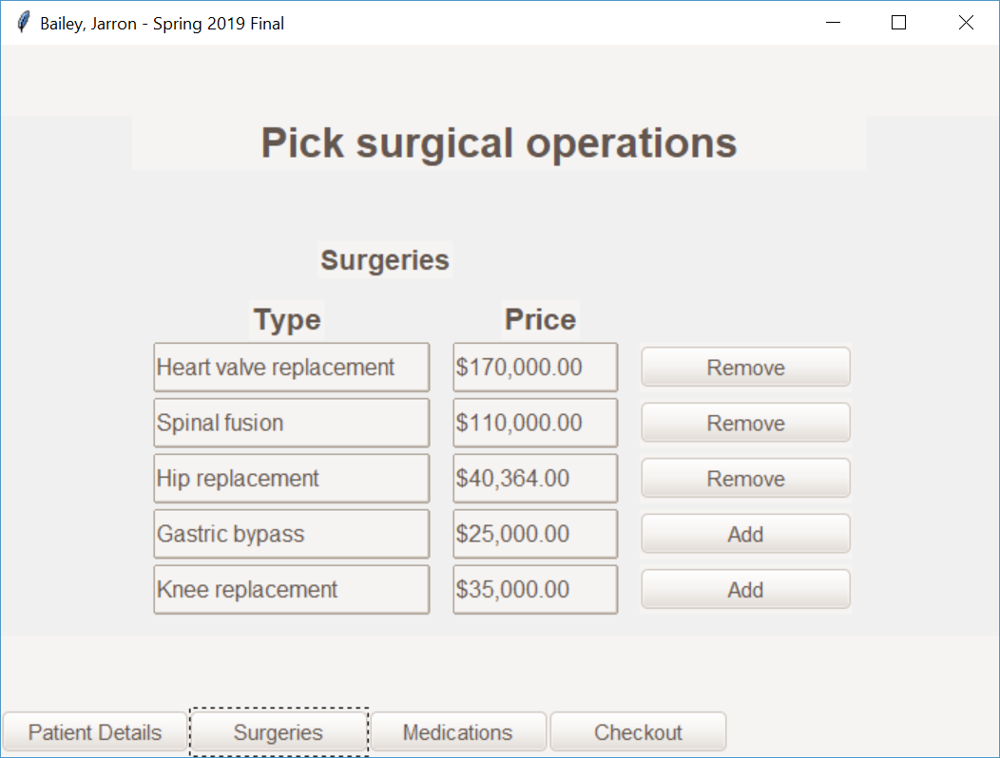 Bailey, Jarron - Spring 2019 Final
Pick surgical operations
Surgeries
Type Price
Heart valve replacement $170,000.00 Remove
Spinal fusion $110,000.00 Remove
Hip replacement $40,364.00 Remove
Gastric bypass $25,000.00 Add
Knee replacement $35,000.00 Add
Patient Details Surgeries Medications Checkout